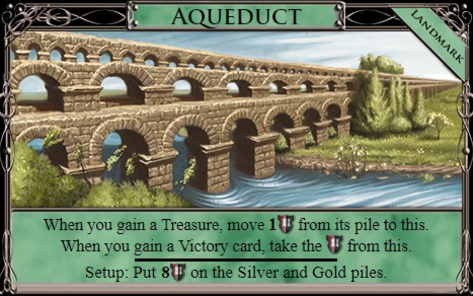 AQUEDUCT
LANDMARK
When you gain a Treasure, move 1 from its pile to this.
When you gain a Victory card, take the from this.
Setup: Put 8 on the Silver and Gold piles.